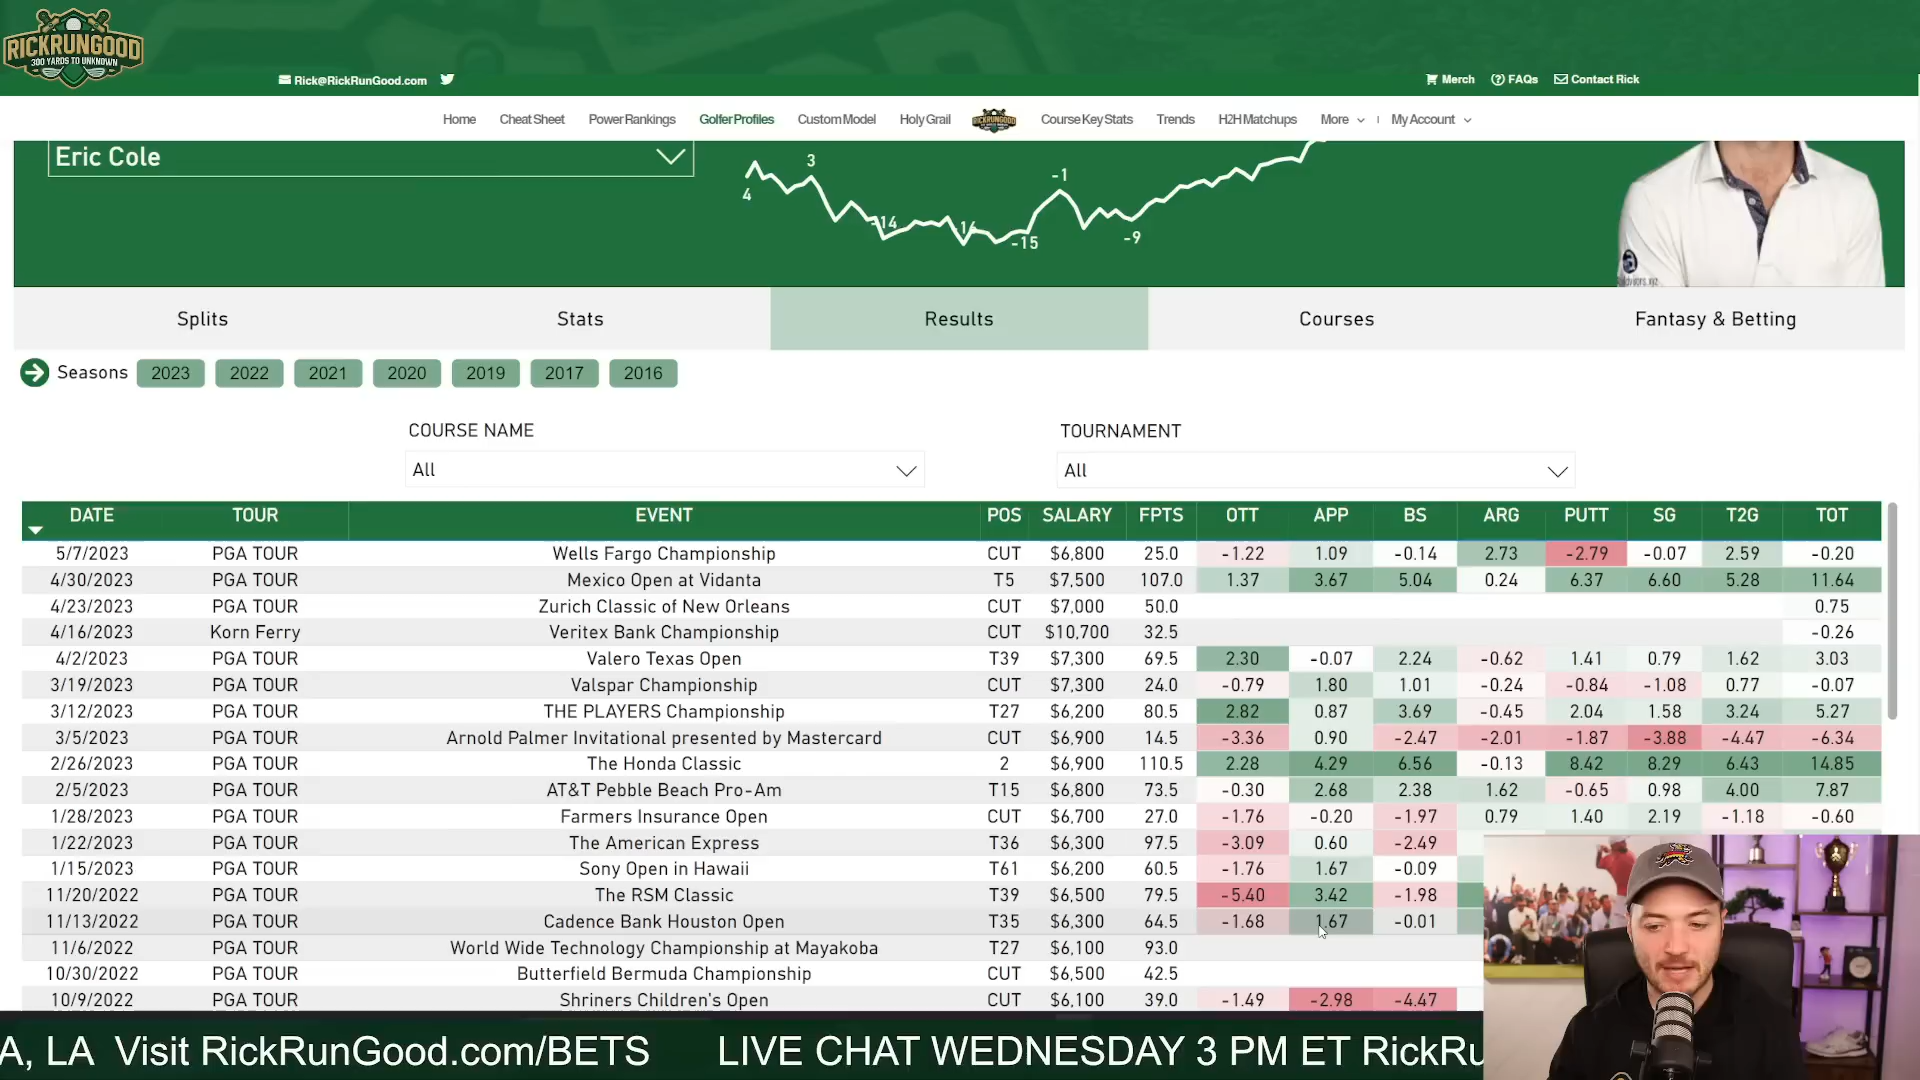 RICKRUNGOOD
300 YARDS TO UNKNOWN
Rick@RickRunGood.com
Merch FAQs Contact Rick
Home Cheat Sheet Power Rankings Golfer Profiles Custom Model Holy Grail RICKRUNGOOD Course Key Stats Trends H2H Matchups More | My Account
Eric Cole
4 3 -14 -14 -15 -1 -9
Splits Stats Results Courses Fantasy & Betting
Seasons 2023 2022 2021 2020 2019 2017 2016
COURSE NAME TOURNAMENT
All All
DATE TOUR EVENT POS SALARY FPTS OTT APP BS ARG PUTT SG T2G TOT
5/7/2023 PGA TOUR Wells Fargo Championship CUT $6,800 25.0 -1.22 1.09 -0.14 2.73 -2.79 -0.07 2.59 -0.20
4/30/2023 PGA TOUR Mexico Open at Vidanta T5 $7,500 107.0 1.37 3.67 5.04 0.24 6.37 6.60 5.28 11.64
4/23/2023 PGA TOUR Zurich Classic of New Orleans CUT $7,000 50.0 0.75
4/16/2023 Korn Ferry Veritex Bank Championship CUT $10,700 32.5 -0.26
4/2/2023 PGA TOUR Valero Texas Open T39 $7,300 69.5 2.30 -0.07 2.24 -0.62 1.41 0.79 1.62 3.03
3/19/2023 PGA TOUR Valspar Championship CUT $7,300 24.0 -0.79 1.80 1.01 -0.24 -0.84 -1.08 0.77 -0.07
3/12/2023 PGA TOUR THE PLAYERS Championship T27 $6,200 80.5 2.82 0.87 3.69 -0.45 2.04 1.58 3.24 5.27
3/5/2023 PGA TOUR Arnold Palmer Invitational presented by Mastercard CUT $6,900 14.5 -3.36 0.90 -2.47 -2.01 -1.87 -3.88 -4.47 -6.34
2/26/2023 PGA TOUR The Honda Classic 2 $6,900 110.5 2.28 4.29 6.56 -0.13 8.42 8.29 6.43 14.85
2/5/2023 PGA TOUR AT&T Pebble Beach Pro-Am T15 $6,800 73.5 -0.30 2.68 2.38 1.62 -0.65 0.98 4.00 7.87
1/28/2023 PGA TOUR Farmers Insurance Open CUT $6,700 27.0 -1.76 -0.20 -1.97 0.79 1.40 2.19 -1.18 -0.60
1/22/2023 PGA TOUR The American Express T36 $6,300 97.5 -3.09 0.60 -2.49
1/15/2023 PGA TOUR Sony Open in Hawaii T61 $6,200 60.5 -1.76 1.67 -0.09
11/20/2022 PGA TOUR The RSM Classic T39 $6,500 79.5 -5.40 3.42 -1.98
11/13/2022 PGA TOUR Cadence Bank Houston Open T35 $6,300 64.5 -1.68 1.67 -0.01
11/6/2022 PGA TOUR World Wide Technology Championship at Mayakoba T27 $6,100 93.0
10/30/2022 PGA TOUR Butterfield Bermuda Championship CUT $6,500 42.5
10/9/2022 PGA TOUR Shriners Children's Open CUT $6,100 39.0 -1.49 -2.98 -4.47
A, LA Visit RickRunGood.com/BETS LIVE CHAT WEDNESDAY 3 PM ET RickRu